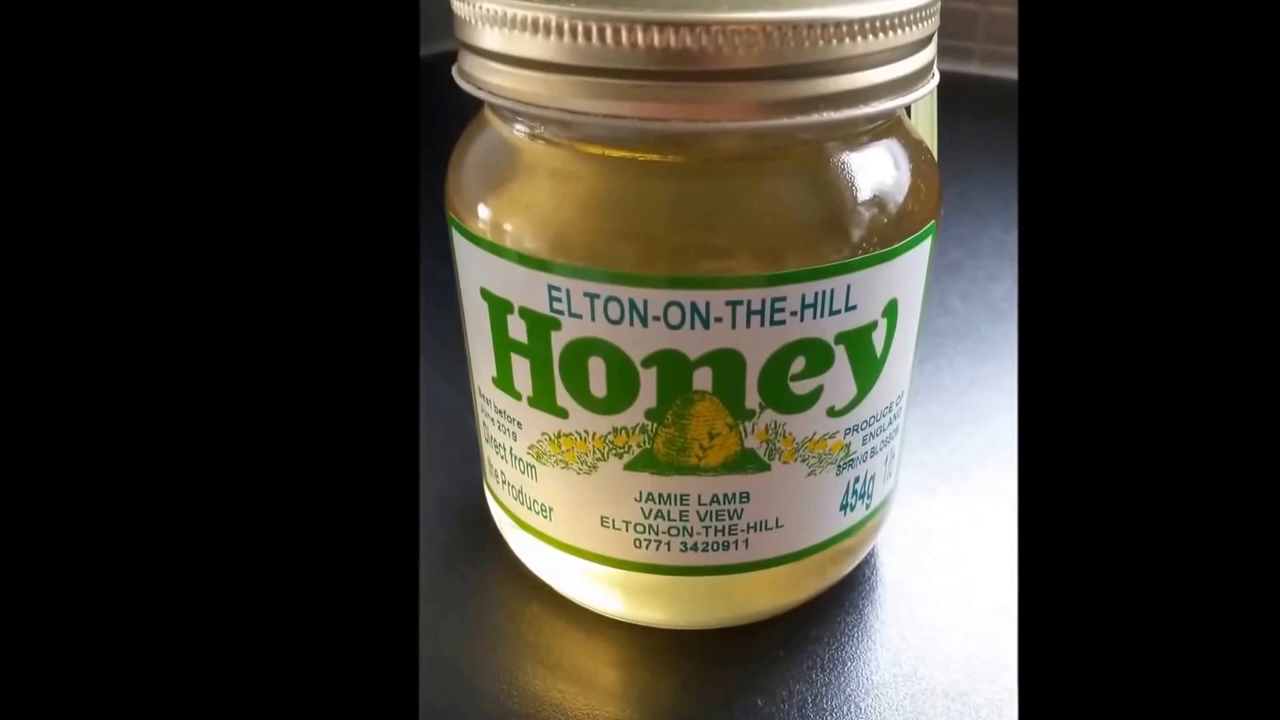 ELTON-ON-THE-HILL
Honey
Best before
June 2019
Direct from
the Producer
PRODUCE OF
ENGLAND
SPRING BLOSSOM
454g 1lb
JAMIE LAMB
VALE VIEW
ELTON-ON-THE-HILL
0771 3420911